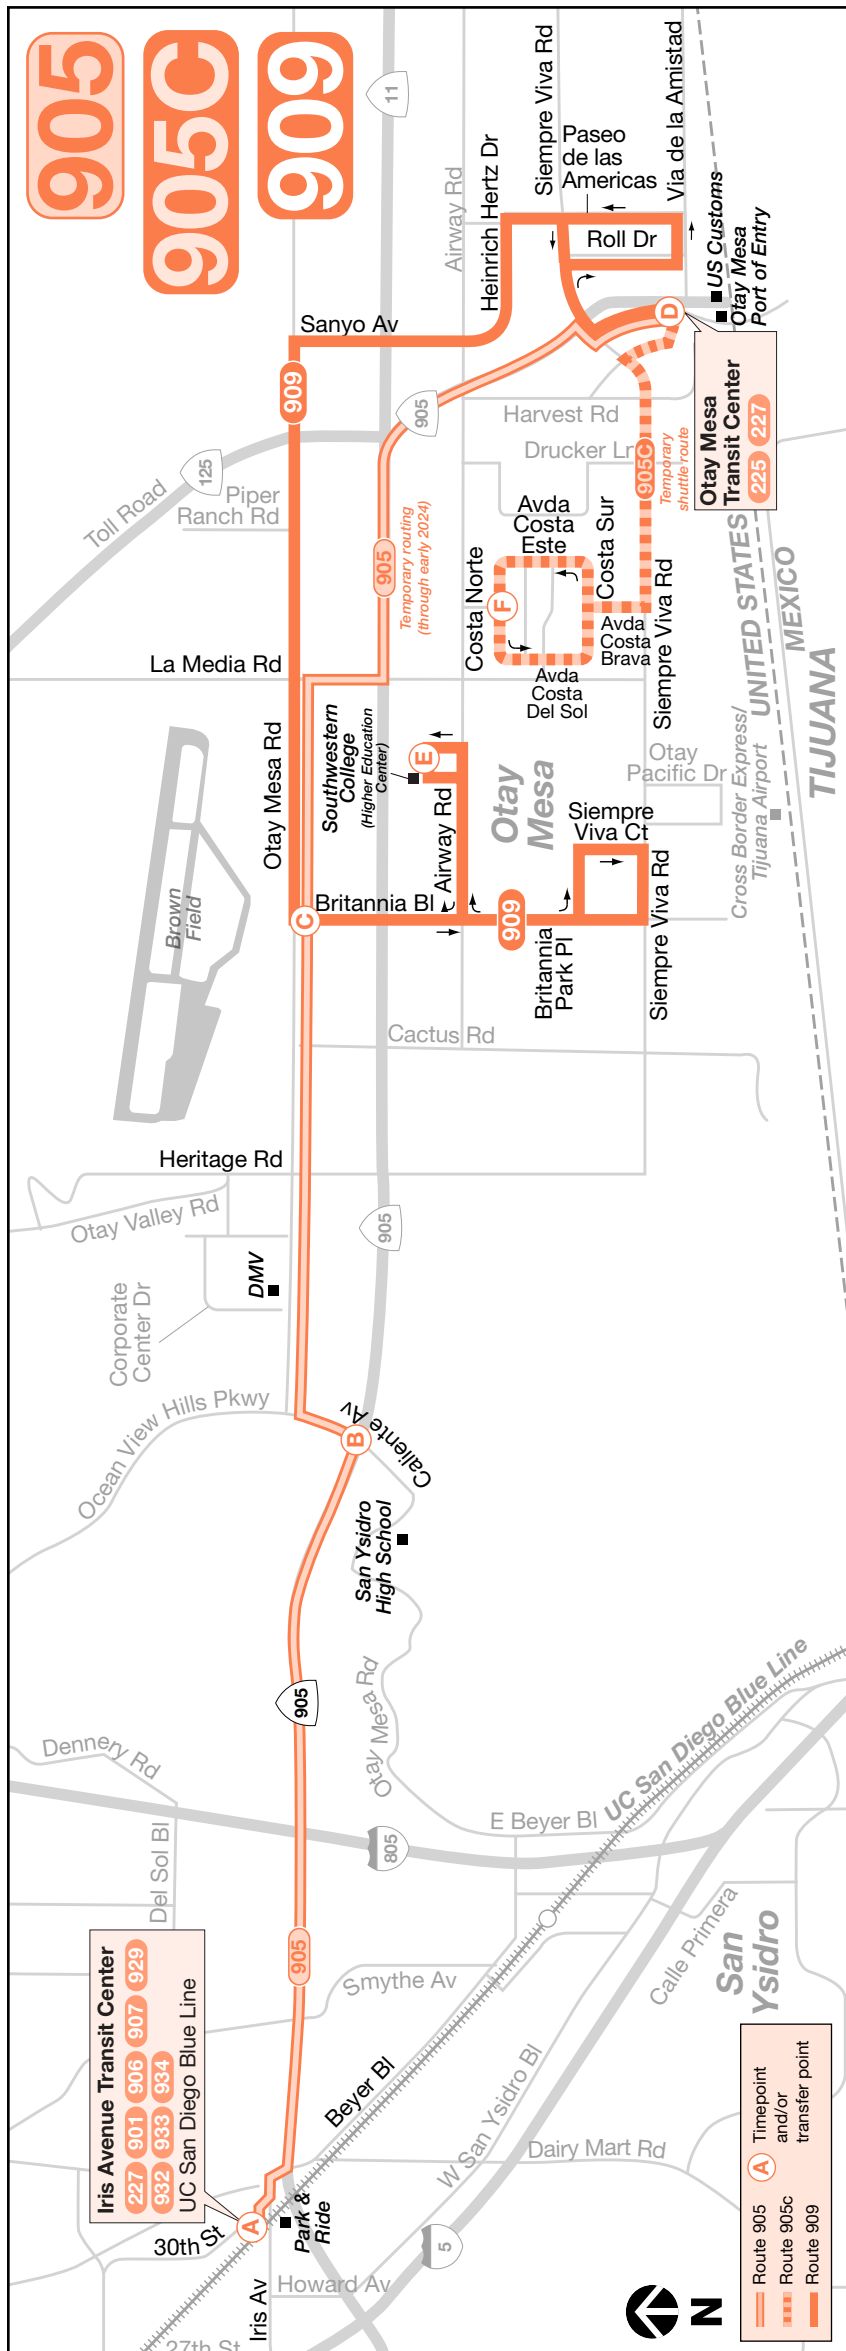 905
905C
909
11
Siempre Viva Rd
Via de la Amistad
Paseo
de las
Americas
Airway Rd
Heinrich Hertz Dr
Siempre Viva Rd
Roll Dr
US Customs
Otay Mesa
Port of Entry
Sanyo Av
909
905
D
Otay Mesa
Transit Center
225 227
Harvest Rd
Drucker Ln
905C
Temporary
shuttle route
125
Toll Road
Piper
Ranch Rd
905
Temporary routing
(through early 2024)
Avda
Costa
Este
Costa Sur
Costa Norte
F
Avda
Costa
Brava
Avda
Costa
Del Sol
Siempre Viva Rd
UNITED STATES
MEXICO
TIJUANA
La Media Rd
Otay Mesa Rd
Southwestern
College
(Higher Education
Center)
E
Airway Rd
Otay
Mesa
Otay
Pacific Dr
Siempre
Viva Ct
Cross Border Express/
Tijuana Airport
Brown
Field
C
Britannia Bl
909
Britannia
Park Pl
Siempre Viva Rd
Cactus Rd
Heritage Rd
Otay Valley Rd
905
DMV
Corporate
Center Dr
Ocean View Hills Pkwy
B
Caliente Av
San Ysidro
High School
905
Otay Mesa Rd
Dennery Rd
UC San Diego Blue Line
Del Sol Bl
805
E Beyer Bl
905
Smythe Av
Calle Primera
San
Ysidro
Iris Avenue Transit Center
227 901 906 907 929
932 933 934
UC San Diego Blue Line
Beyer Bl
W San Ysidro Bl
Dairy Mart Rd
A
30th St
Park &
Ride
5
Iris Av
Howard Av
27th St
N
Route 905
Route 905c
Route 909
A
Timepoint
and/or
transfer point